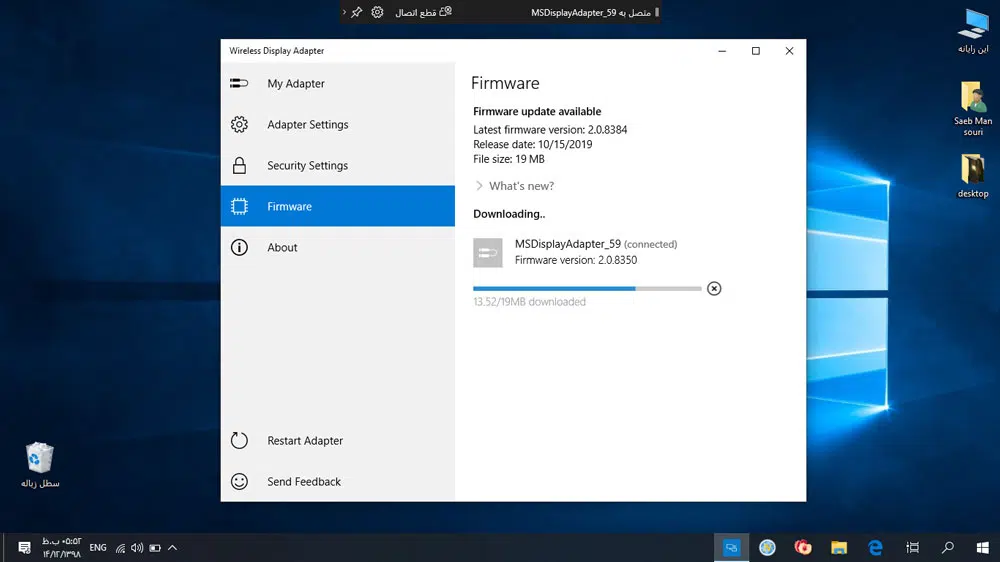 متصل به MSDisplayAdapter_59
قطع اتصال
Wireless Display Adapter
My Adapter
Adapter Settings
Security Settings
Firmware
About
Restart Adapter
Send Feedback
Firmware
Firmware update available
Latest firmware version: 2.0.8384
Release date: 10/15/2019
File size: 19 MB
What's new?
Downloading..
MSDisplayAdapter_59 (connected)
Firmware version: 2.0.8350
13.52/19MB downloaded
این رایانه
Saeb Man
souri
desktop
سطل زباله
۰۵:۵۲ ب.ظ
۱۴/۱۲/۱۳۹۸
ENG